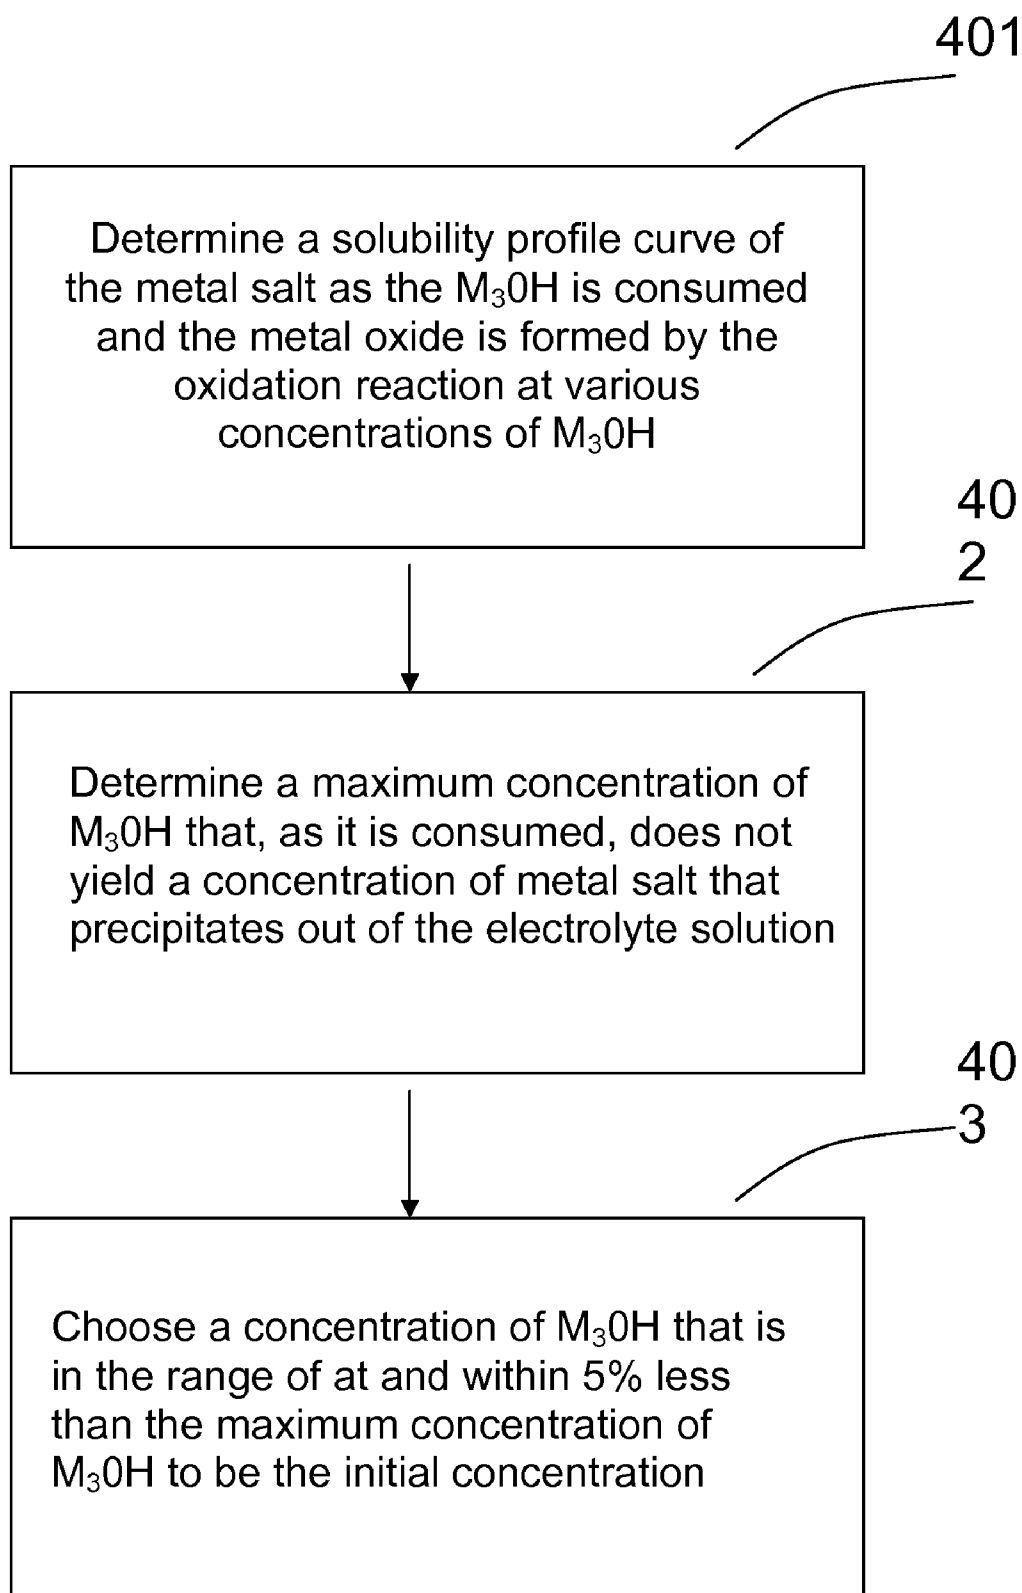 401
Determine a solubility profile curve of
the metal salt as the M₃0H is consumed
and the metal oxide is formed by the
oxidation reaction at various
concentrations of M₃0H
40
2
Determine a maximum concentration of
M₃0H that, as it is consumed, does not
yield a concentration of metal salt that
precipitates out of the electrolyte solution
40
3
Choose a concentration of M₃0H that is
in the range of at and within 5% less
than the maximum concentration of
M₃0H to be the initial concentration